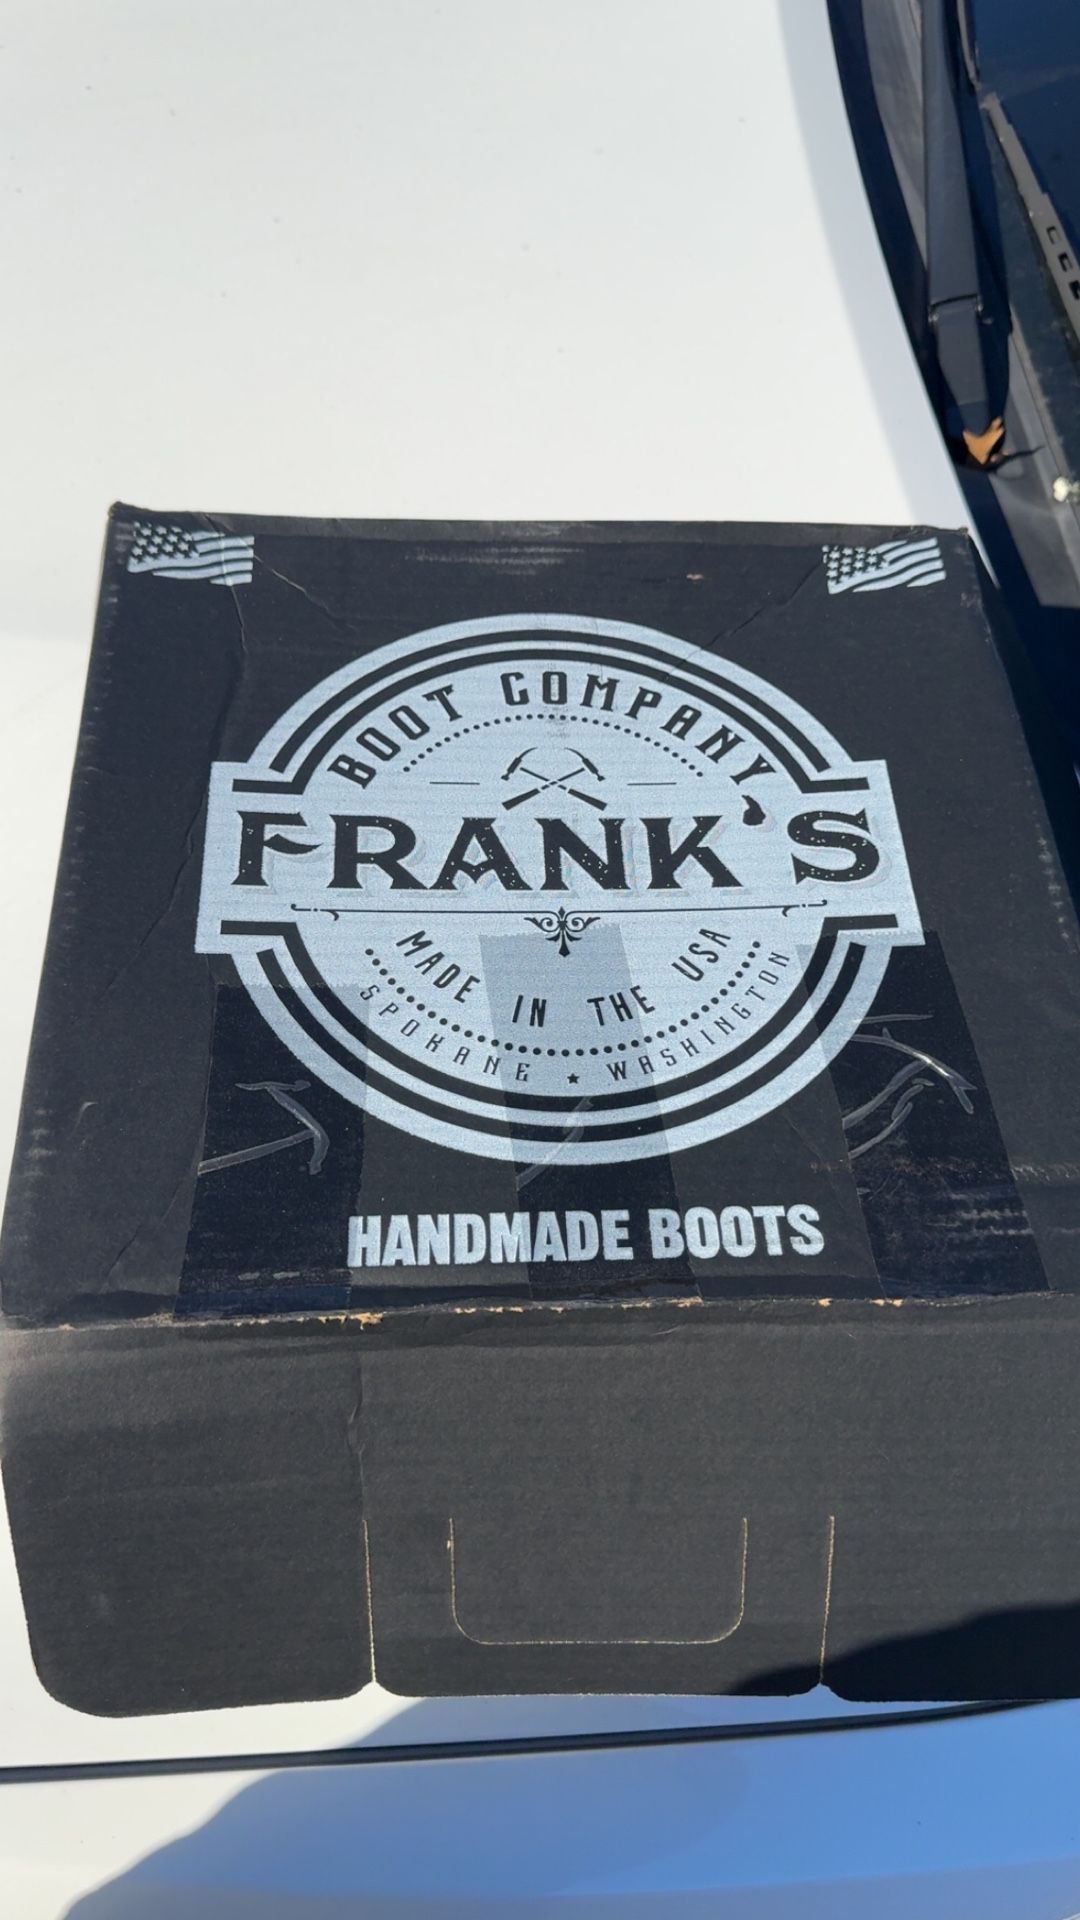 BOOT COMPANY
FRANK'S
MADE IN THE USA
SPOKANE ★ WASHINGTON
HANDMADE BOOTS